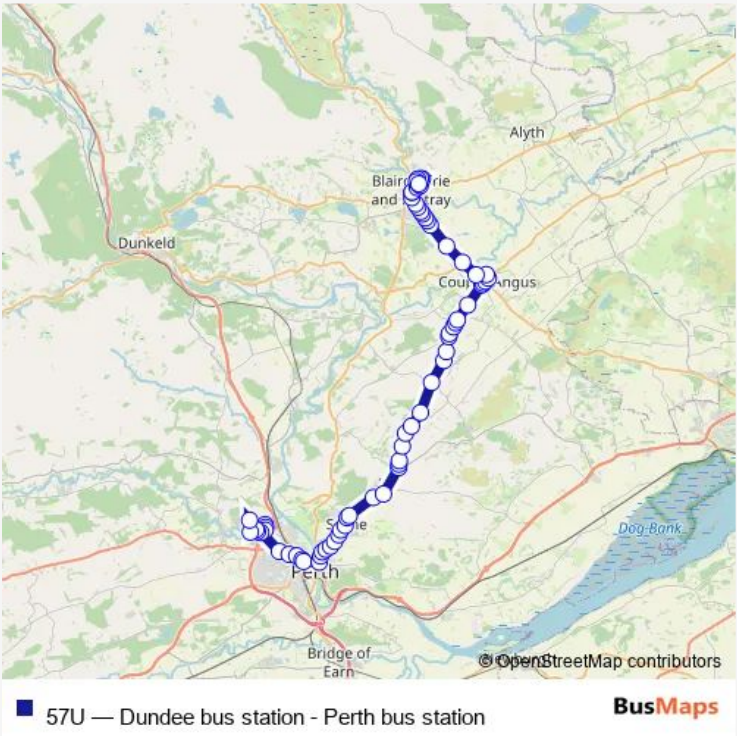 Alyth
Blairgowrie
and Rattray
Dunkeld
Coupar Angus
Dog Bank
Scone
Perth
Bridge of
Earn
© OpenStreetMap contributors
57U — Dundee bus station - Perth bus station
BusMaps